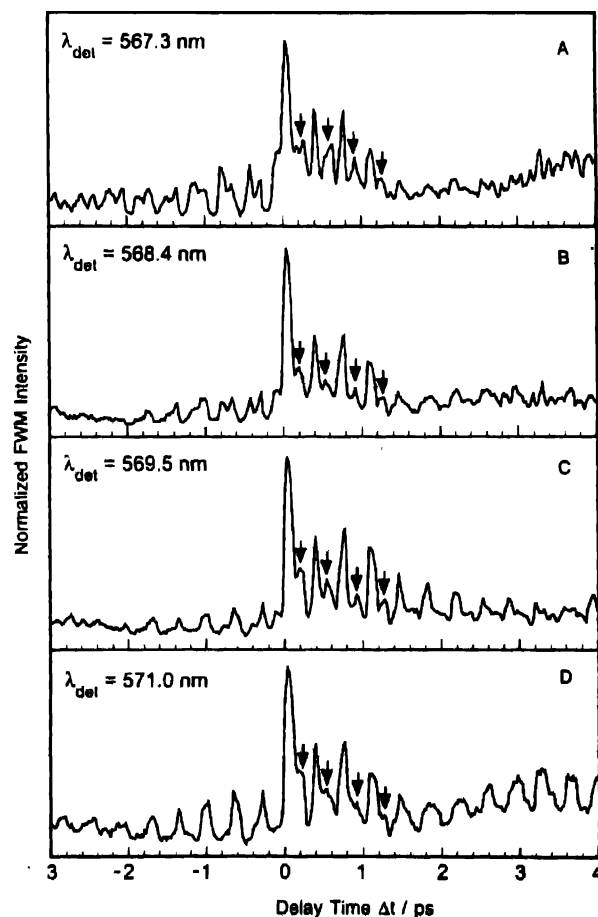 λdet = 567.3 nm
A
λdet = 568.4 nm
B
λdet = 569.5 nm
C
λdet = 571.0 nm
D
Normalized FWM Intensity
3 -2 -1 0 1 2 3 4
Delay Time Δt / ps